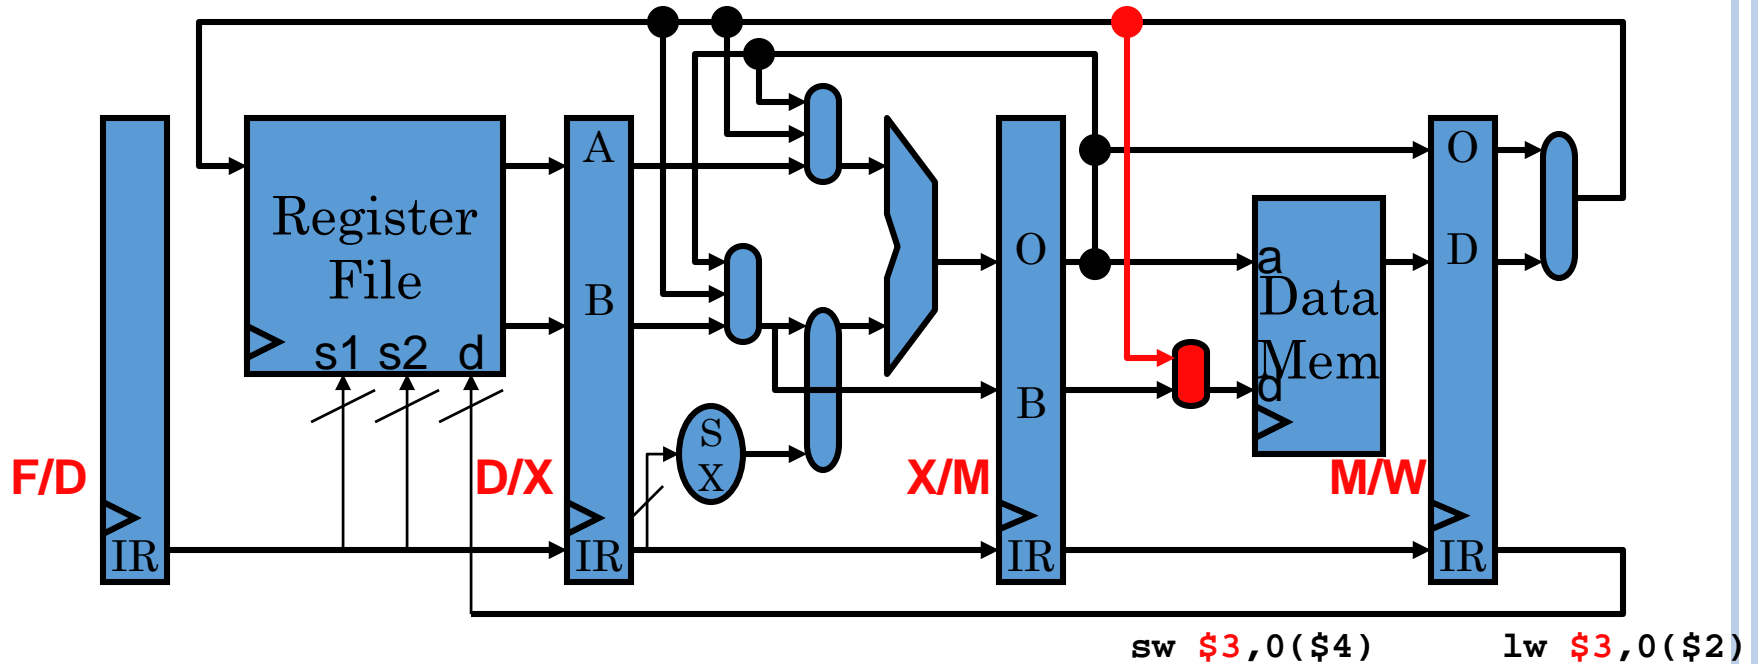 A
O
Register
File
O
D
a
B
Data
Mem
s1 s2 d
d
B
S
X
F/D
D/X
X/M
M/W
IR
IR
IR
IR
sw $3,0($4)
lw $3,0($2)